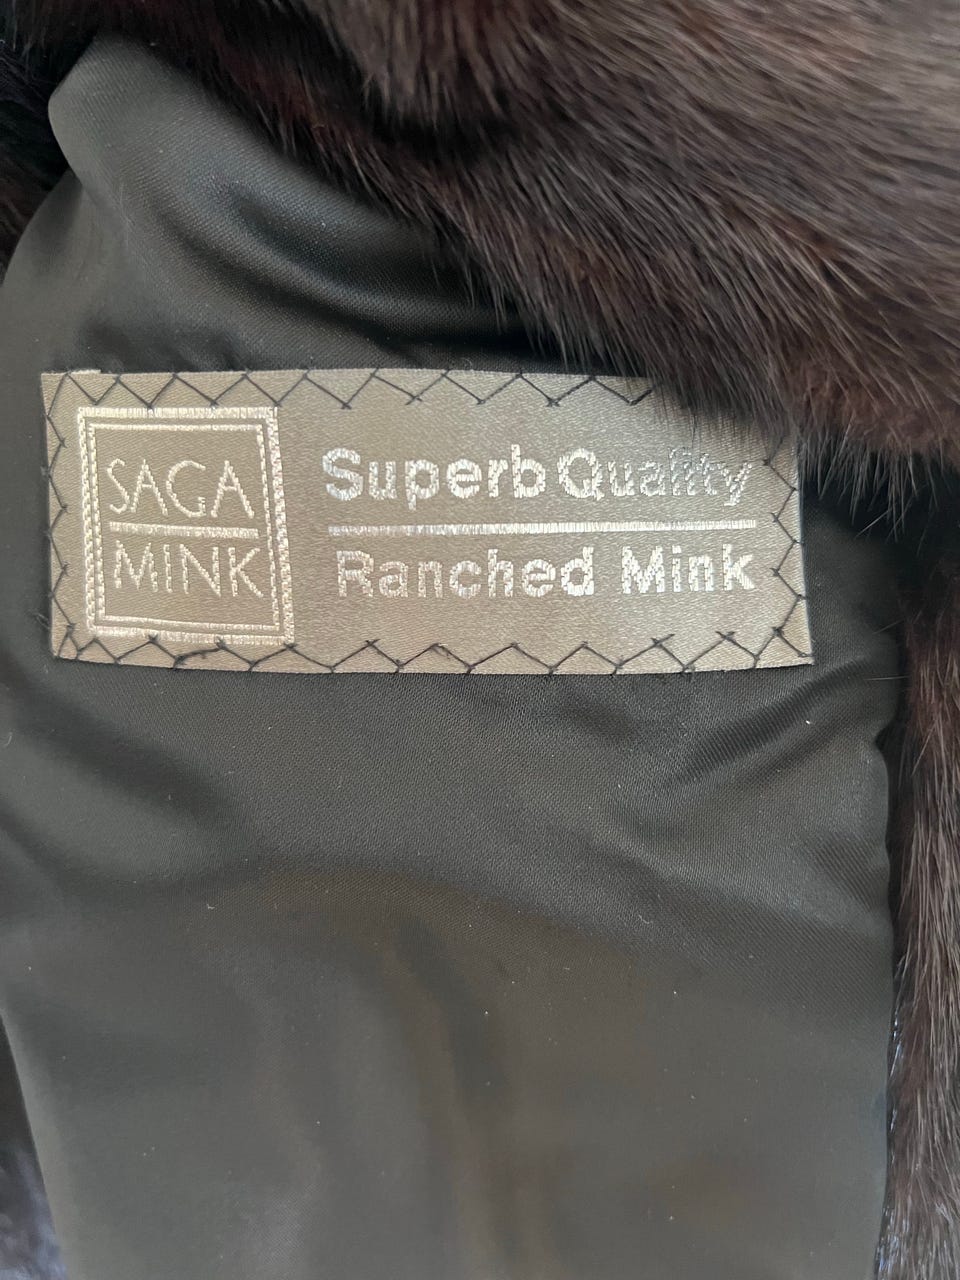 SAGA
MINK
Superb Quality
Ranched Mink